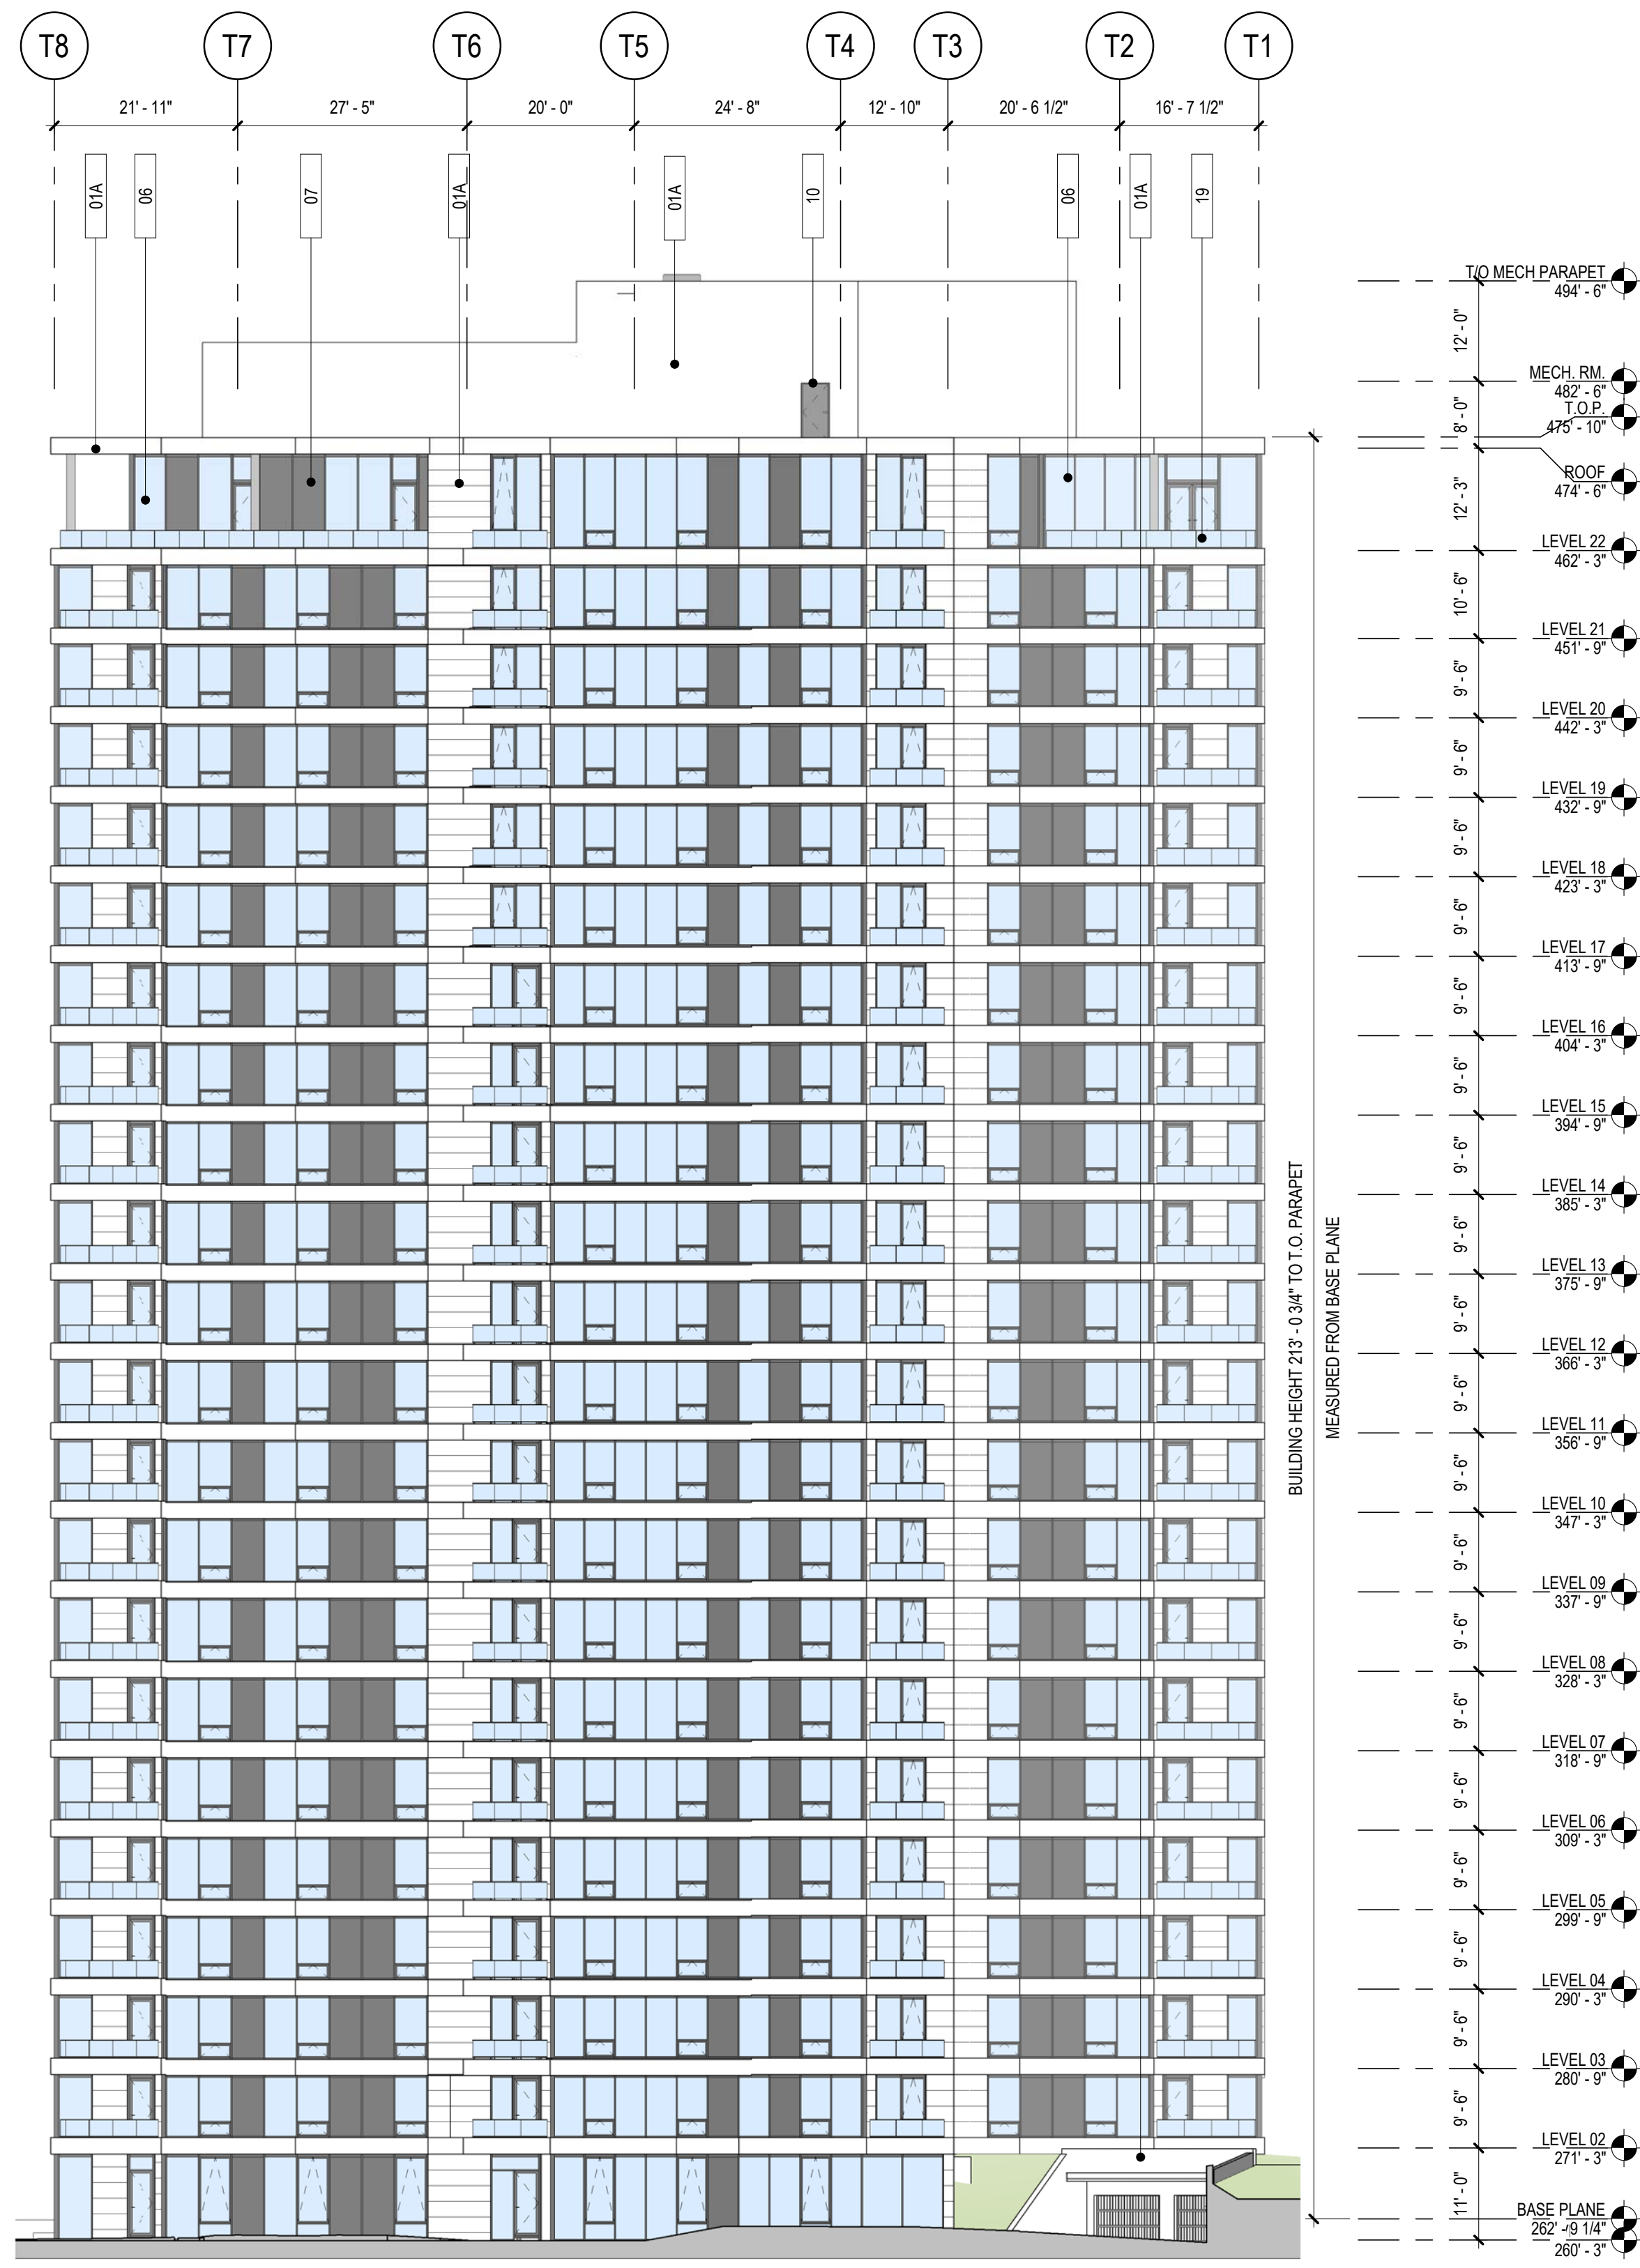 T8 T7 T6 T5 T4 T3 T2 T1
21' - 11" 27' - 5" 20' - 0" 24' - 8" 12' - 10" 20' - 6 1/2" 16' - 7 1/2"
01A 06 07 01A 01A 10 06 01A 19
T/O MECH PARAPET
494' - 6"
12' - 0"
MECH. RM.
482' - 6"
8' - 0"
T.O.P.
475' - 10"
ROOF
474' - 6"
12' - 3"
LEVEL 22
462' - 3"
10' - 6"
LEVEL 21
451' - 9"
9' - 6"
LEVEL 20
442' - 3"
9' - 6"
LEVEL 19
432' - 9"
9' - 6"
LEVEL 18
423' - 3"
9' - 6"
LEVEL 17
413' - 9"
9' - 6"
LEVEL 16
404' - 3"
9' - 6"
LEVEL 15
394' - 9"
9' - 6"
LEVEL 14
385' - 3"
9' - 6"
LEVEL 13
375' - 9"
9' - 6"
LEVEL 12
366' - 3"
9' - 6"
LEVEL 11
356' - 9"
9' - 6"
LEVEL 10
347' - 3"
9' - 6"
LEVEL 09
337' - 9"
9' - 6"
LEVEL 08
328' - 3"
9' - 6"
LEVEL 07
318' - 9"
9' - 6"
LEVEL 06
309' - 3"
9' - 6"
LEVEL 05
299' - 9"
9' - 6"
LEVEL 04
290' - 3"
9' - 6"
LEVEL 03
280' - 9"
9' - 6"
LEVEL 02
271' - 3"
11' - 0"
BASE PLANE
262' - 9 1/4"
260' - 3"
BUILDING HEIGHT 213' - 0 3/4" TO T.O. PARAPET
MEASURED FROM BASE PLANE